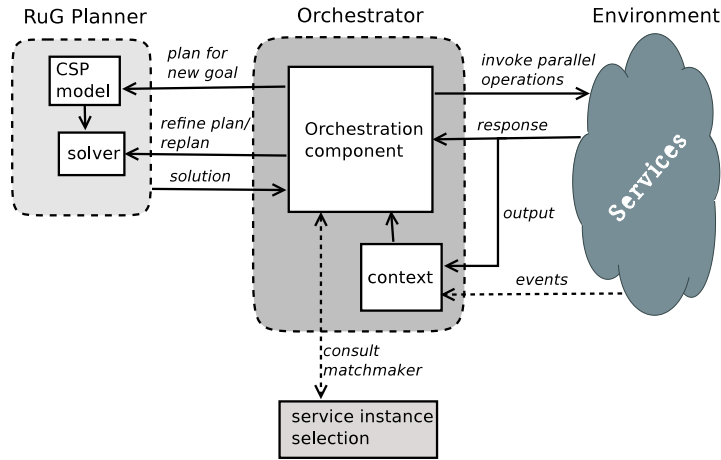 RuG Planner
Orchestrator
Environment
CSP
model
solver
plan for
new goal
refine plan/
replan
solution
Orchestration
component
context
invoke parallel
operations
response
output
events
Services
consult
matchmaker
service instance
selection